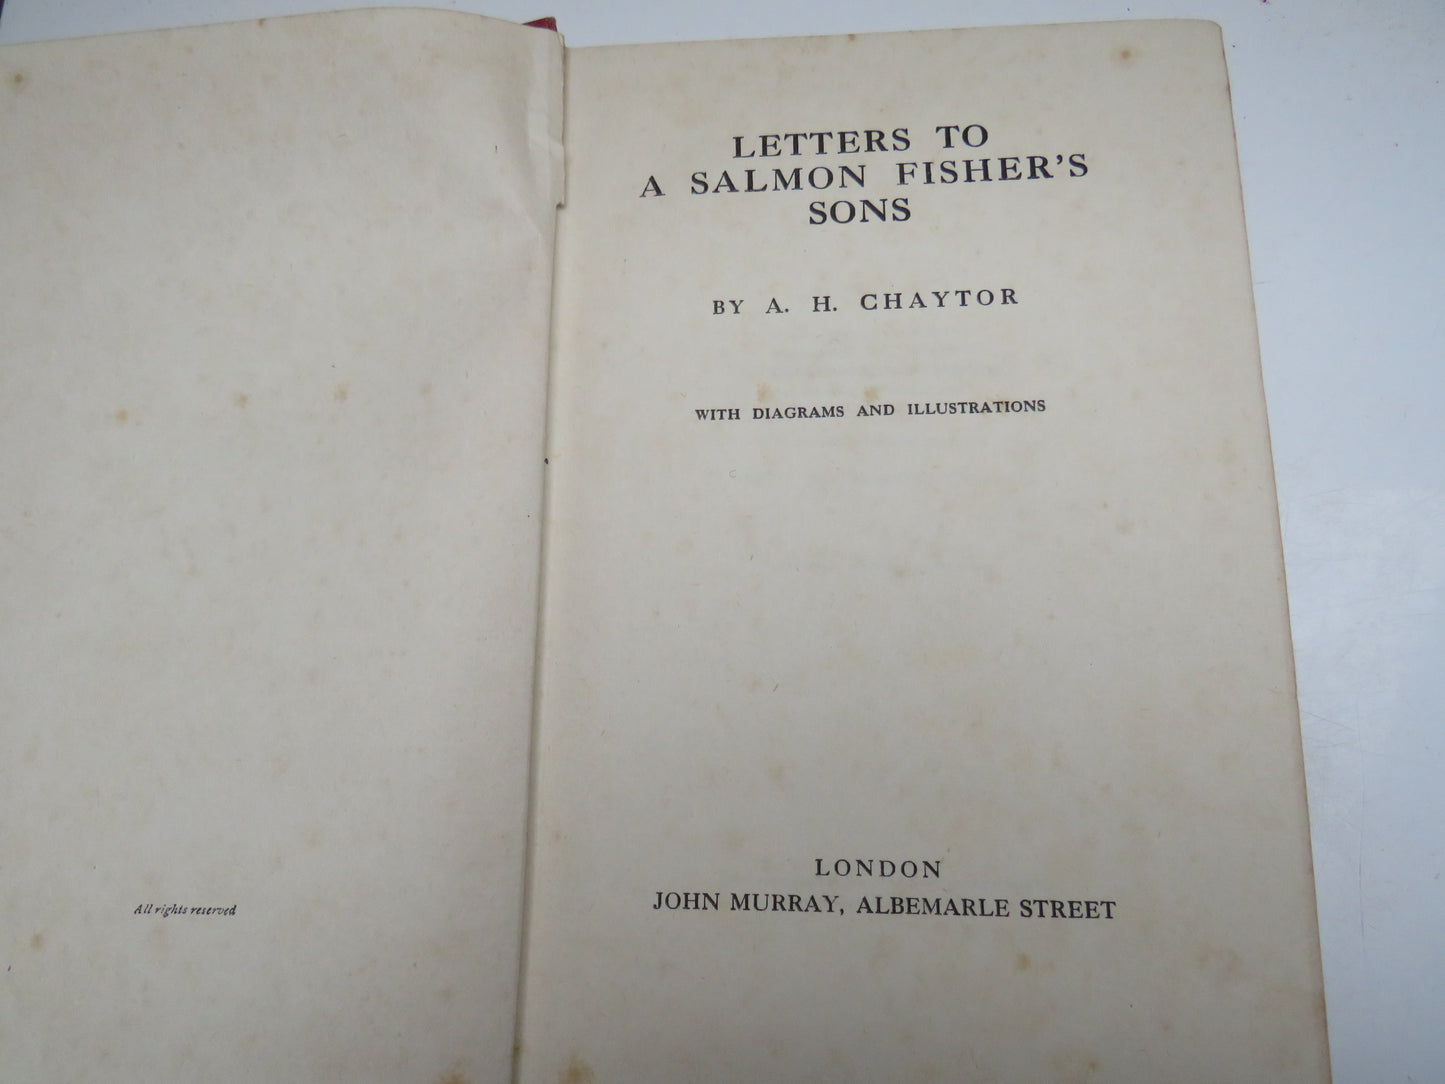 All rights reserved
LETTERS TO
A SALMON FISHER'S
SONS
BY A. H. CHAYTOR
WITH DIAGRAMS AND ILLUSTRATIONS
LONDON
JOHN MURRAY, ALBEMARLE STREET